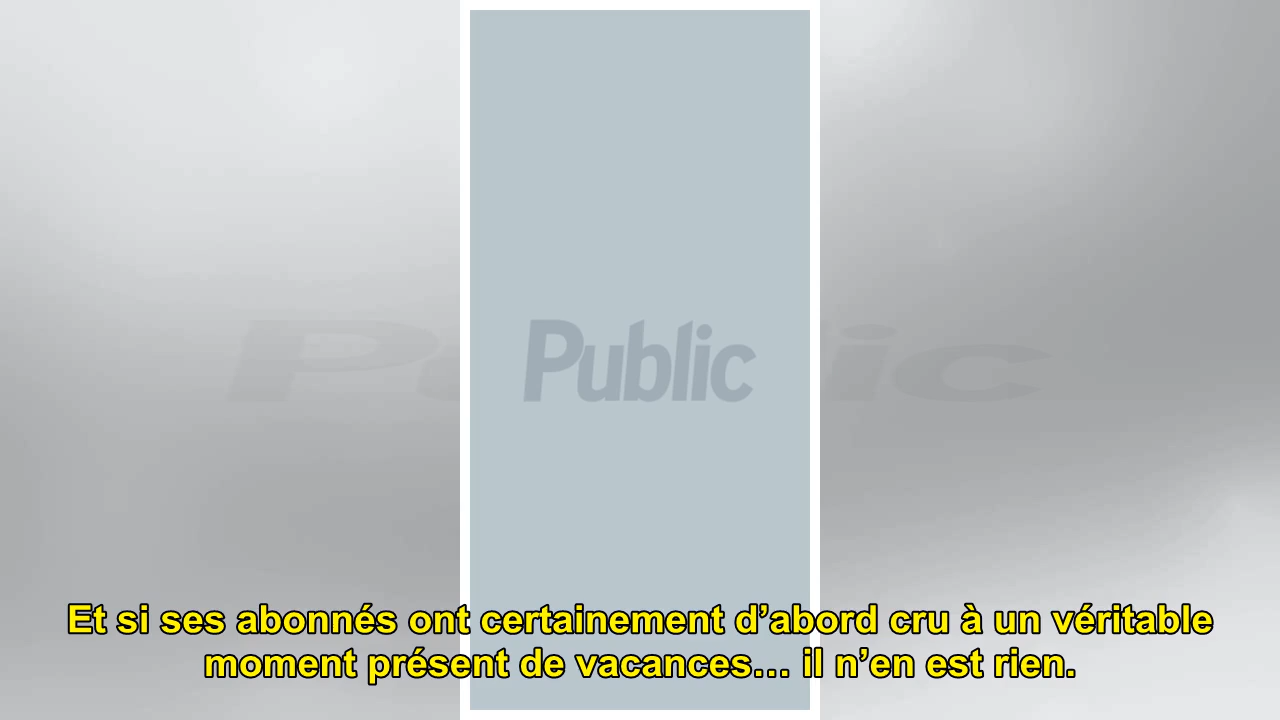 Public
Et si ses abonnés ont certainement d’abord cru à un véritable
moment présent de vacances… il n’en est rien.